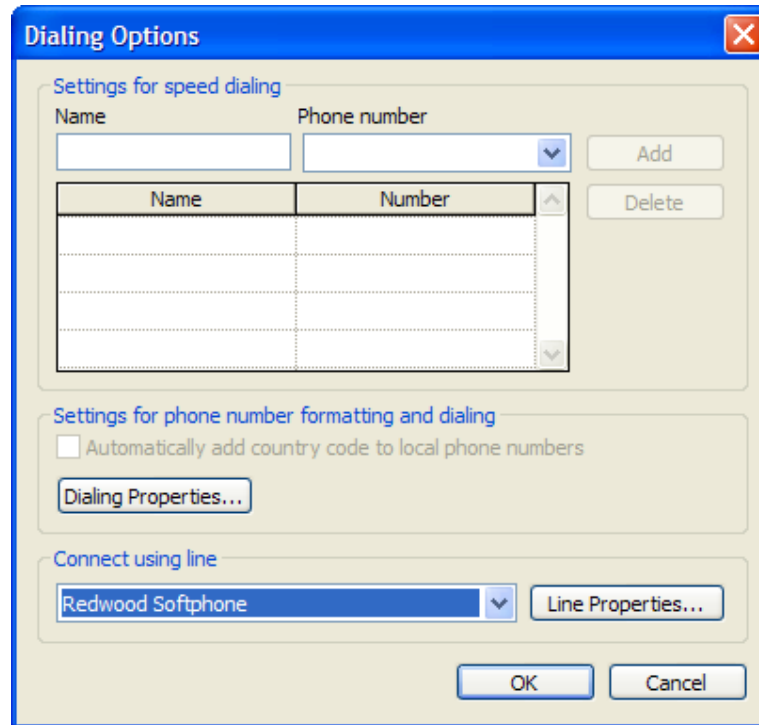 Dialing Options
Settings for speed dialing
Name Phone number
Add
Name Number
Delete
Settings for phone number formatting and dialing
Automatically add country code to local phone numbers
Dialing Properties...
Connect using line
Redwood Softphone
Line Properties...
OK Cancel